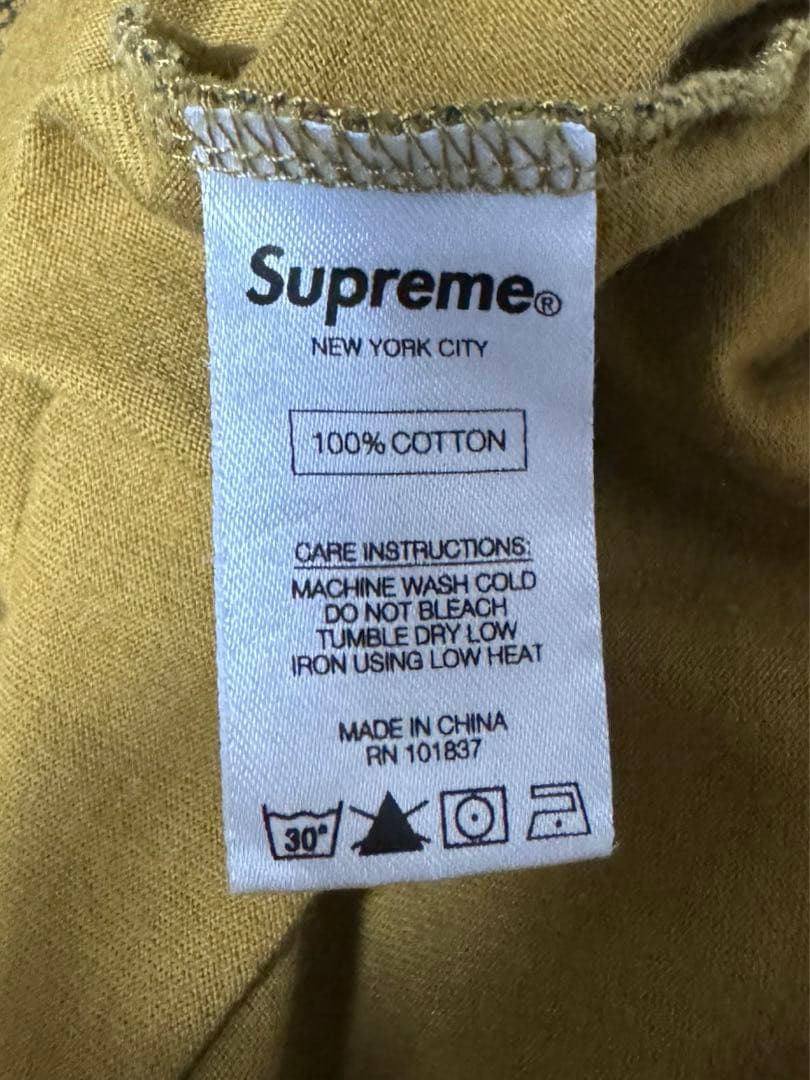 Supreme®
NEW YORK CITY
100% COTTON
CARE INSTRUCTIONS:
MACHINE WASH COLD
DO NOT BLEACH
TUMBLE DRY LOW
IRON USING LOW HEAT
MADE IN CHINA
RN 101837
30°